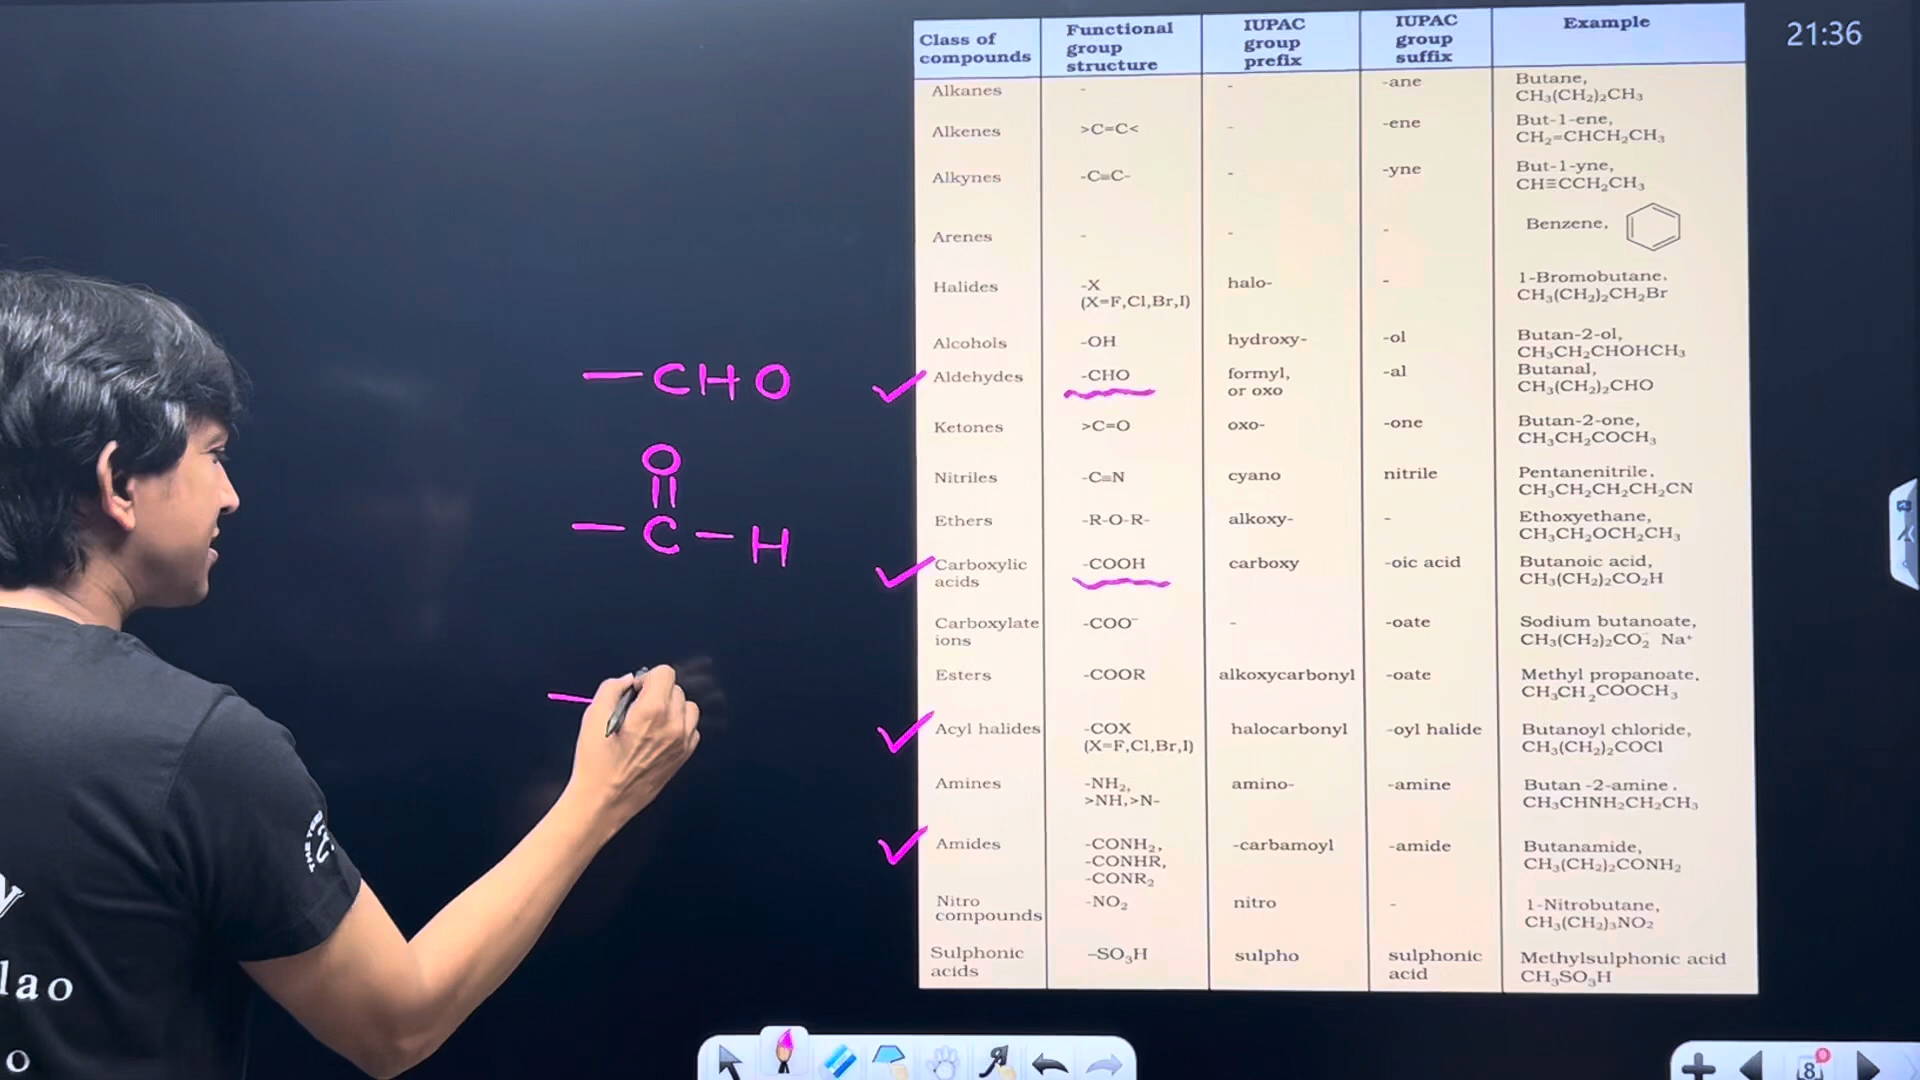 21:36
Class of compounds | Functional group structure | IUPAC group prefix | IUPAC group suffix | Example
Alkanes | - | - | -ane | Butane, CH₃(CH₂)₂CH₃
Alkenes | >C=C< | - | -ene | But-1-ene, CH₂=CHCH₂CH₃
Alkynes | -C≡C- | - | -yne | But-1-yne, CH≡CCH₂CH₃
Arenes | - | - | - | Benzene,
Halides | -X (X=F,Cl,Br,I) | halo- | - | 1-Bromobutane, CH₃(CH₂)₂CH₂Br
Alcohols | -OH | hydroxy- | -ol | Butan-2-ol, CH₃CH₂CHOHCH₃
Aldehydes | -CHO | formyl, or oxo | -al | Butanal, CH₃(CH₂)₂CHO
Ketones | >C=O | oxo- | -one | Butan-2-one, CH₃CH₂COCH₃
Nitriles | -C≡N | cyano | nitrile | Pentanenitrile, CH₃CH₂CH₂CH₂CN
Ethers | -R-O-R- | alkoxy- | - | Ethoxyethane, CH₃CH₂OCH₂CH₃
Carboxylic acids | -COOH | carboxy | -oic acid | Butanoic acid, CH₃(CH₂)₂CO₂H
Carboxylate ions | -COO⁻ | - | -oate | Sodium butanoate, CH₃(CH₂)₂CO₂⁻ Na⁺
Esters | -COOR | alkoxycarbonyl | -oate | Methyl propanoate, CH₃CH₂COOCH₃
Acyl halides | -COX (X=F,Cl,Br,I) | halocarbonyl | -oyl halide | Butanoyl chloride, CH₃(CH₂)₂COCl
Amines | -NH₂, >NH,>N- | amino- | -amine | Butan-2-amine, CH₃CHNH₂CH₂CH₃
Amides | -CONH₂, -CONHR, -CONR₂ | -carbamoyl | -amide | Butanamide, CH₃(CH₂)₂CONH₂
Nitro compounds | -NO₂ | nitro | - | 1-Nitrobutane, CH₃(CH₂)₃NO₂
Sulphonic acids | –SO₃H | sulpho | sulphonic acid | Methylsulphonic acid CH₃SO₃H
—CHO
O
||
—C—H
lao
o
8